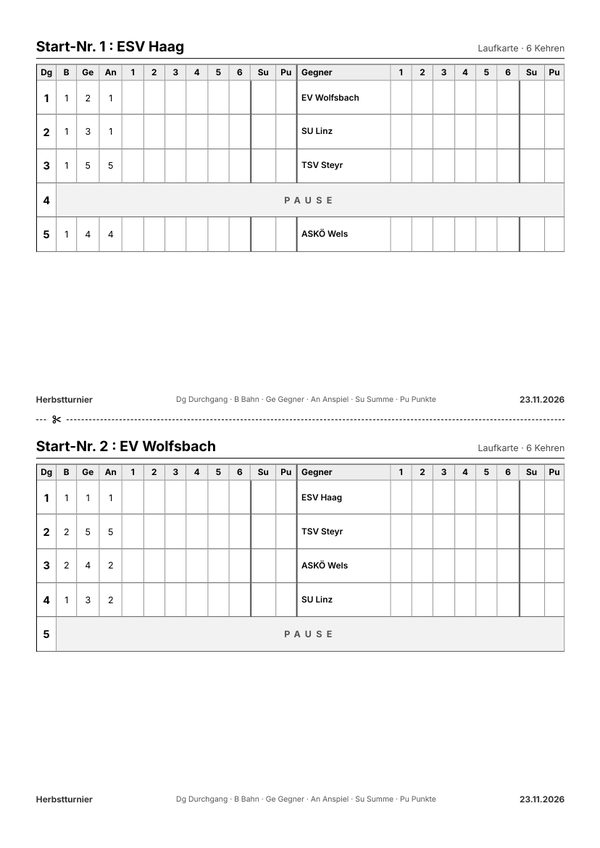 Start-Nr. 1 : ESV Haag Laufkarte · 6 Kehren
Dg B Ge An 1 2 3 4 5 6 Su Pu Gegner 1 2 3 4 5 6 Su Pu
1 1 2 1 EV Wolfsbach
2 1 3 1 SU Linz
3 1 5 5 TSV Steyr
4 PAUSE
5 1 4 4 ASKÖ Wels
Herbstturnier Dg Durchgang · B Bahn · Ge Gegner · An Anspiel · Su Summe · Pu Punkte 23.11.2026
Start-Nr. 2 : EV Wolfsbach Laufkarte · 6 Kehren
Dg B Ge An 1 2 3 4 5 6 Su Pu Gegner 1 2 3 4 5 6 Su Pu
1 1 1 1 ESV Haag
2 2 5 5 TSV Steyr
3 2 4 2 ASKÖ Wels
4 1 3 2 SU Linz
5 PAUSE
Herbstturnier Dg Durchgang · B Bahn · Ge Gegner · An Anspiel · Su Summe · Pu Punkte 23.11.2026